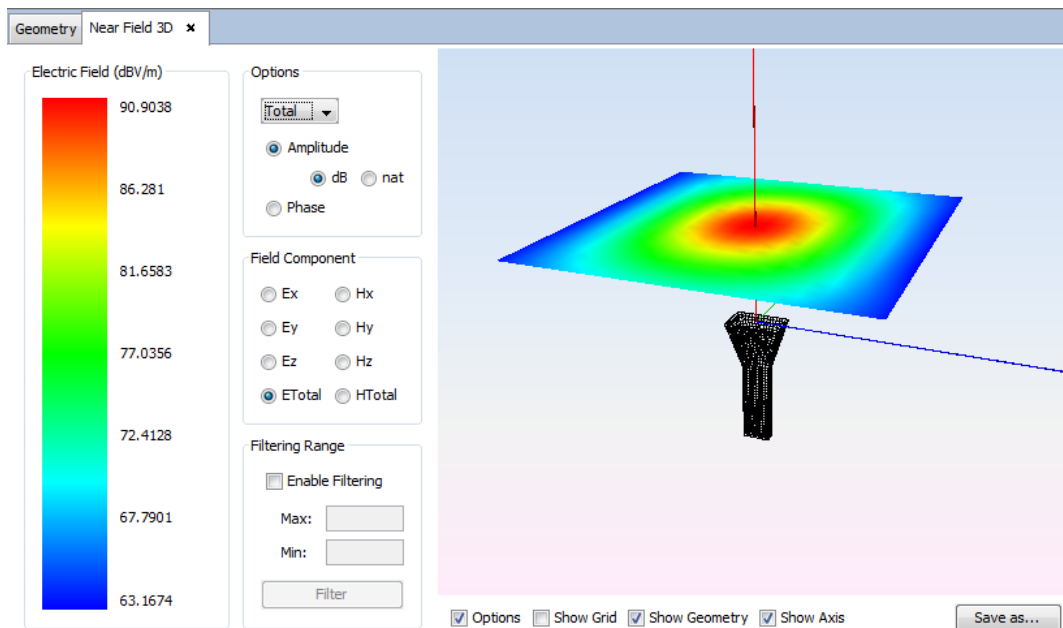 Geometry
Near Field 3D
Electric Field (dBV/m)
90.9038
86.281
81.6583
77.0356
72.4128
67.7901
63.1674
Options
Total
Amplitude
dB nat
Phase
Field Component
Ex Hx
Ey Hy
Ez Hz
ETotal HTotal
Filtering Range
Enable Filtering
Max:
Min:
Filter
Options Show Grid Show Geometry Show Axis Save as...